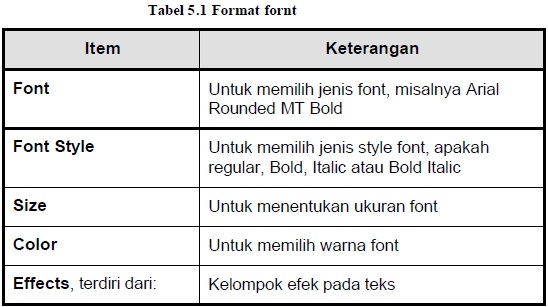 Tabel 5.1 Format fornt
Item
Keterangan
Font
Untuk memilih jenis font, misalnya Arial
Rounded MT Bold
Font Style
Untuk memilih jenis style font, apakah
regular, Bold, Italic atau Bold Italic
Size
Untuk menentukan ukuran font
Color
Untuk memilih warna font
Effects, terdiri dari:
Kelompok efek pada teks